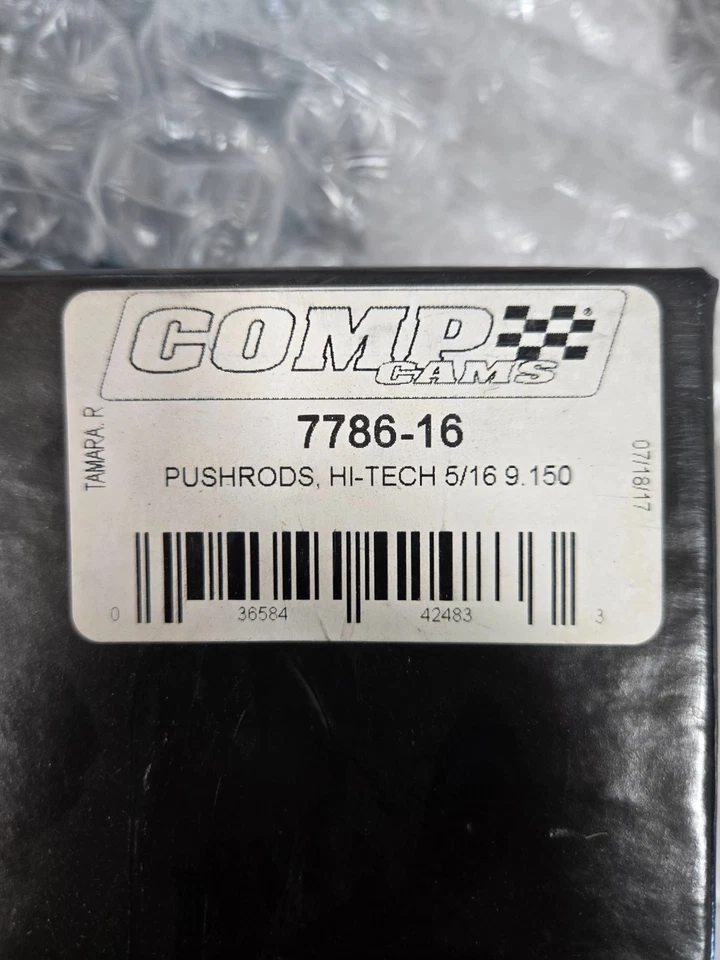 COMP
CAMS®
7786-16
TAMARA. R
PUSHRODS, HI-TECH 5/16 9.150
07/18/17
0 36584 42483 3